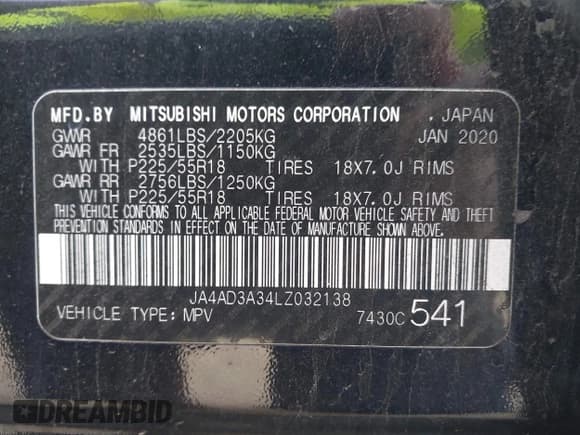 MFD.BY MITSUBISHI MOTORS CORPORATION . JAPAN
GVWR 4861LBS/2205KG JAN 2020
GAWR FR 2535LBS/1150KG
WITH P225/55R18 TIRES 18X7.0J RIMS
GAWR RR 2756LBS/1250KG
WITH P225/55R18 TIRES 18X7.0J RIMS
THIS VEHICLE CONFORMS TO ALL APPLICABLE FEDERAL MOTOR VEHICLE SAFETY AND THEFT
PREVENTION STANDARDS IN EFFECT ON THE DATE OF MANUFACTURE SHOWN ABOVE.
JA4AD3A34LZ032138
VEHICLE TYPE: MPV 7430C 541
DREAMBID